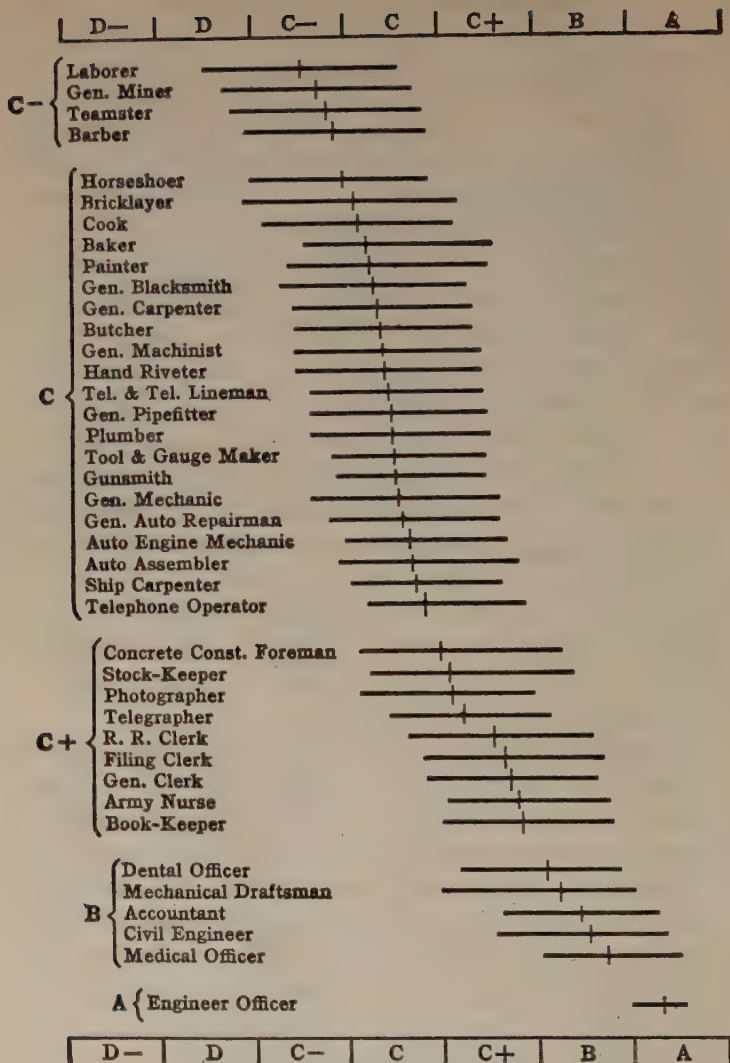 D— D C— C C+ B A
Laborer
Gen. Miner
C— Teamster
Barber
Horseshoer
Bricklayer
Cook
Baker
Painter
Gen. Blacksmith
Gen. Carpenter
Butcher
Gen. Machinist
Hand Riveter
C Tel. & Tel. Lineman
Gen. Pipefitter
Plumber
Tool & Gauge Maker
Gunsmith
Gen. Mechanic
Gen. Auto Repairman
Auto Engine Mechanic
Auto Assembler
Ship Carpenter
Telephone Operator
Concrete Const. Foreman
Stock-Keeper
Photographer
Telegrapher
C+ R. R. Clerk
Filing Clerk
Gen. Clerk
Army Nurse
Book-Keeper
Dental Officer
Mechanical Draftsman
B Accountant
Civil Engineer
Medical Officer
A Engineer Officer
D— D C— C C+ B A